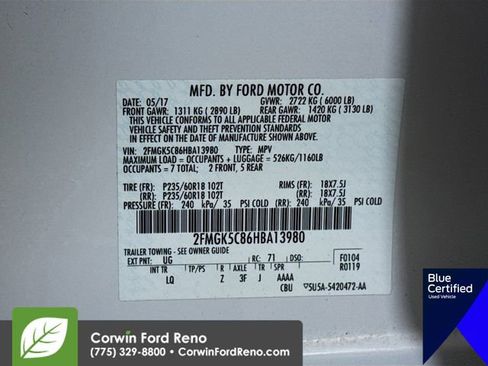 MFD. BY FORD MOTOR CO.
DATE: 05/17 GVWR: 2722 KG ( 6000 LB)
FRONT GAWR: 1311 KG ( 2890 LB) REAR GAWR: 1420 KG ( 3130 LB)
THIS VEHICLE CONFORMS TO ALL APPLICABLE FEDERAL MOTOR
VEHICLE SAFETY AND THEFT PREVENTION STANDARDS IN EFFECT
ON THE DATE OF MANUFACTURE SHOWN ABOVE.
VIN: 2FMGK5C86HBA13980 TYPE: MPV
MAXIMUM LOAD = OCCUPANTS + LUGGAGE = 526KG/1160LB
OCCUPANTS = 7 TOTAL; 2 FRONT, 5 REAR
TIRE (FR): P235/60R18 102T RIMS (FR): 18X7.5J
(RR): P235/60R18 102T (RR): 18X7.5J
PRESSURE (FR): 240 kPa/ 35 PSI COLD (RR): 240 kPa/ 35 PSI COLD
2FMGK5C86HBA13980
TRAILER TOWING - SEE OWNER GUIDE
EXT PNT: UG RC: 71 DSO: F0104
R0119
INT TR TP/PS R AXLE TR SPR
LQ Z 3F J AAAA
CBU 5U5A-5420472-AA
Blue
Certified
Used Vehicle
Corwin Ford Reno
(775) 329-8800 • CorwinFordReno.com